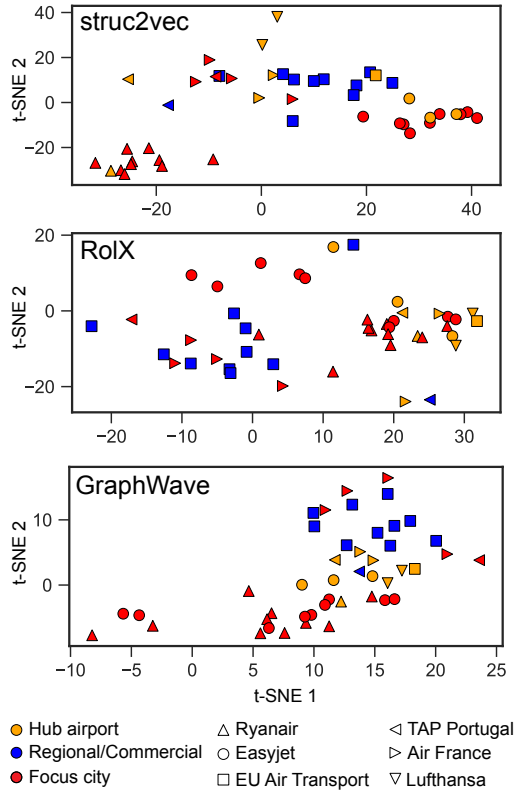 struc2vec
t-SNE 2
40
20
0
−20
−20 0 20 40
RolX
t-SNE 2
20
0
−20
−20 −10 0 10 20 30
GraphWave
t-SNE 2
10
0
−10 −5 0 5 10 15 20 25
t-SNE 1
Hub airport Ryanair TAP Portugal
Regional/Commercial Easyjet Air France
Focus city EU Air Transport Lufthansa